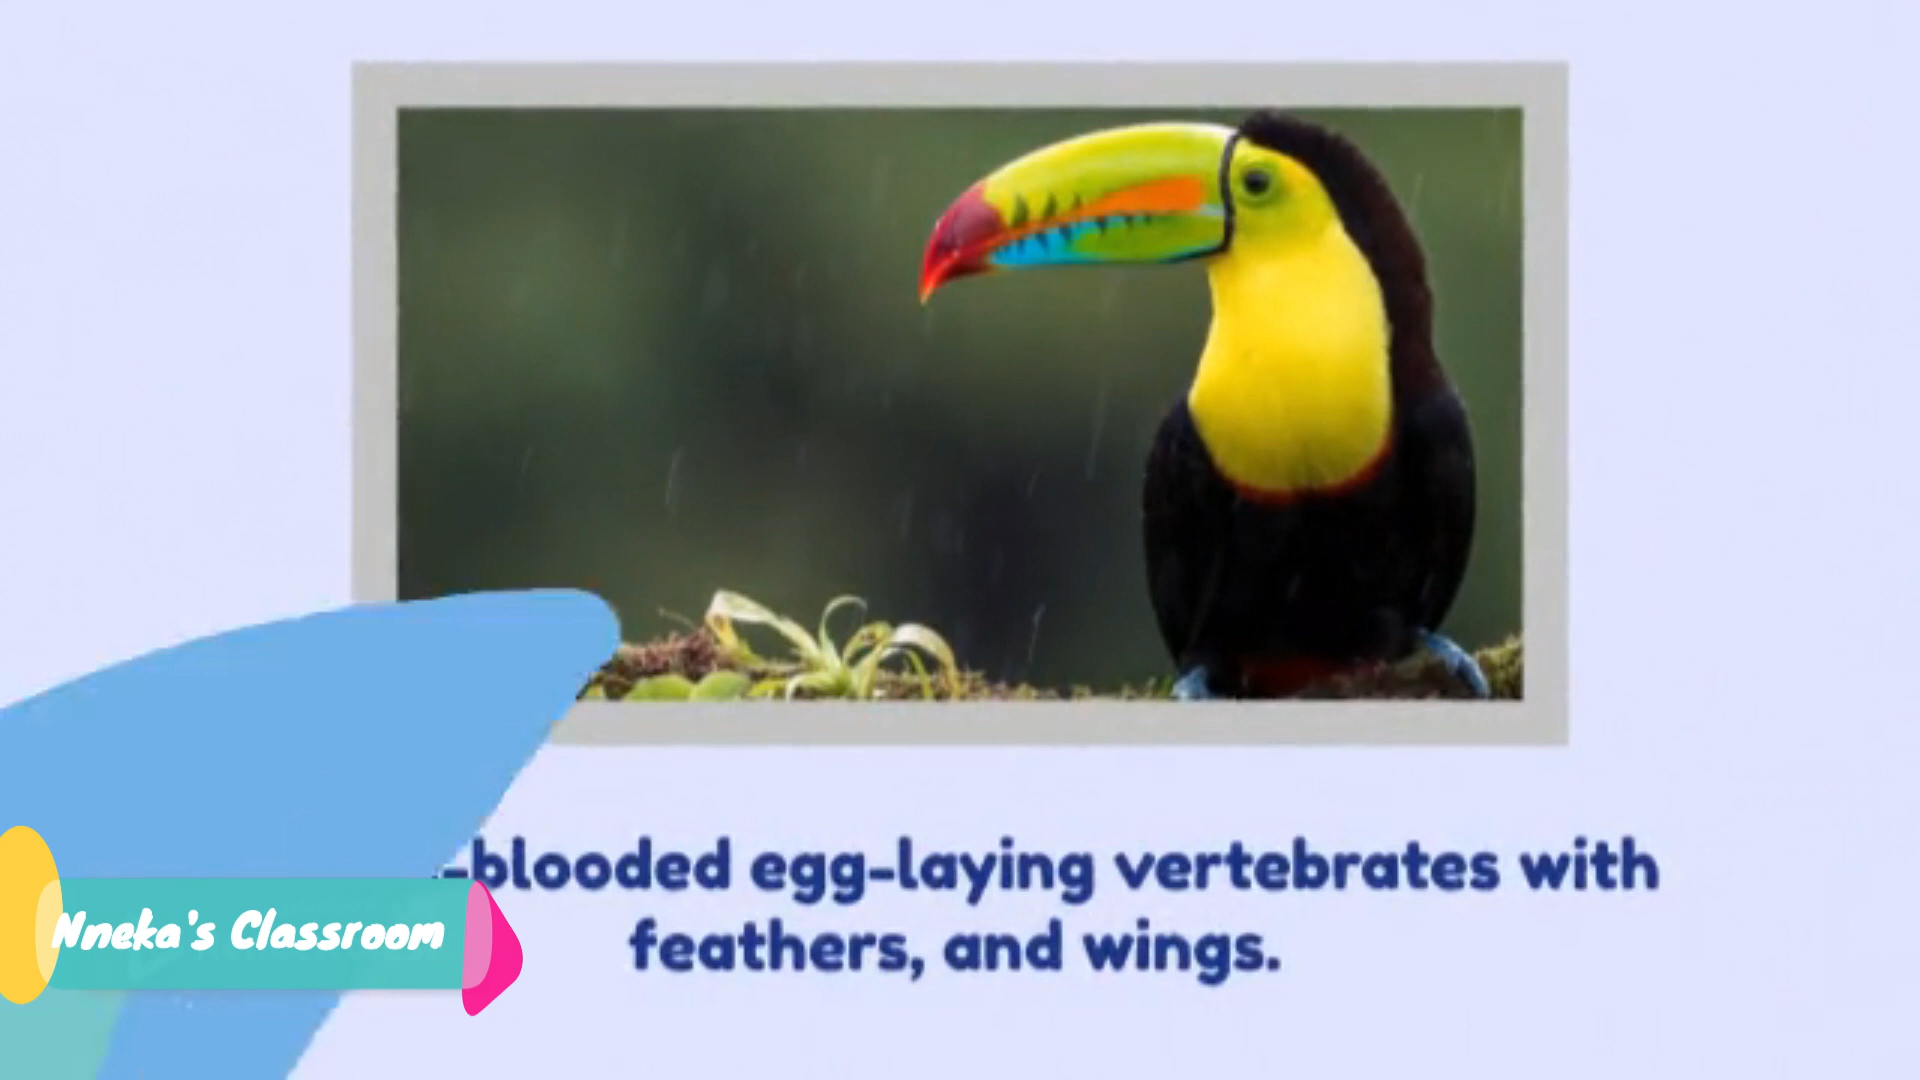 -blooded egg-laying vertebrates with
feathers, and wings.
Nneka's Classroom